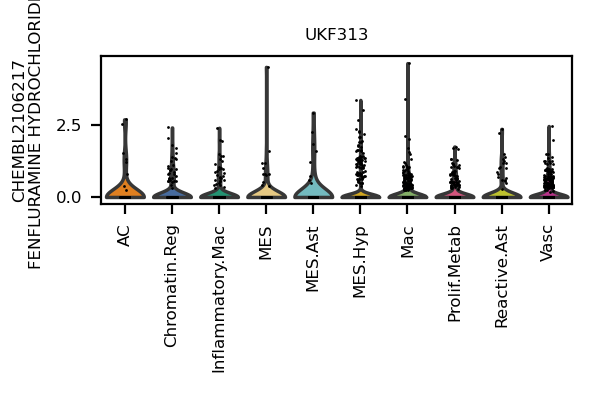 UKF313
CHEMBL2106217
FENFLURAMINE HYDROCHLORID
2.5
0.0
AC
Chromatin.Reg
Inflammatory.Mac
MES
MES.Ast
MES.Hyp
Mac
Prolif.Metab
Reactive.Ast
Vasc